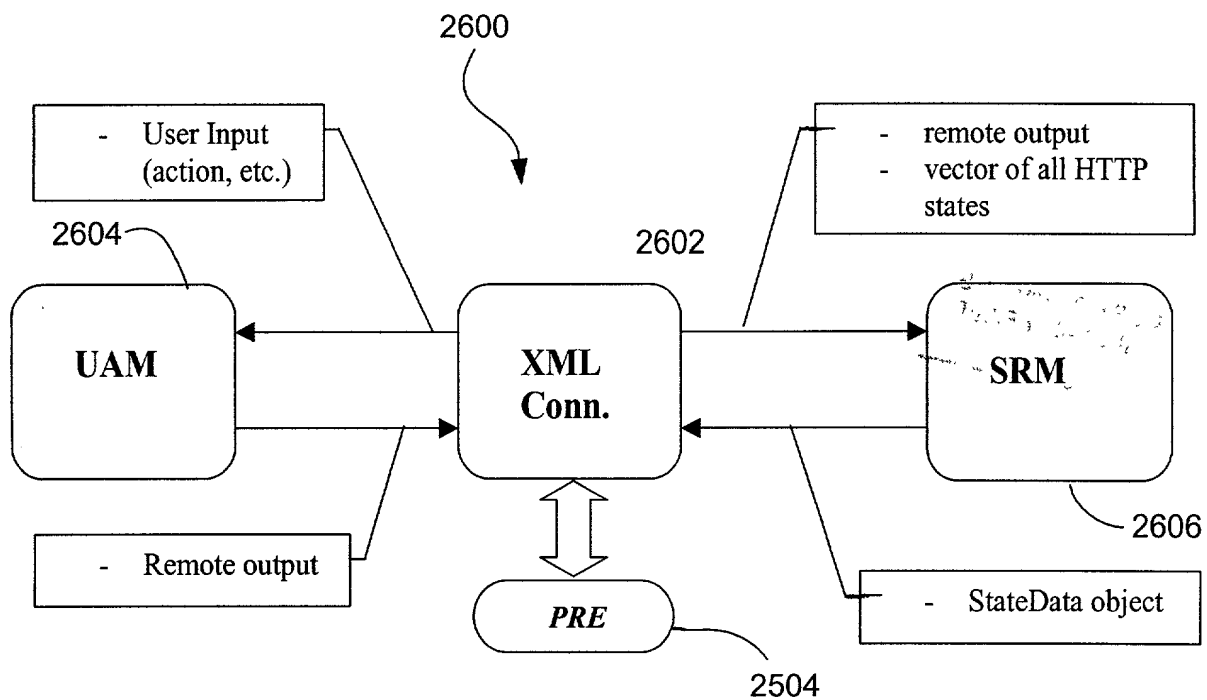 2600
- User Input
(action, etc.)
- remote output
- vector of all HTTP
states
2604
2602
UAM
XML
Conn.
SRM
2606
- Remote output
PRE
- StateData object
2504